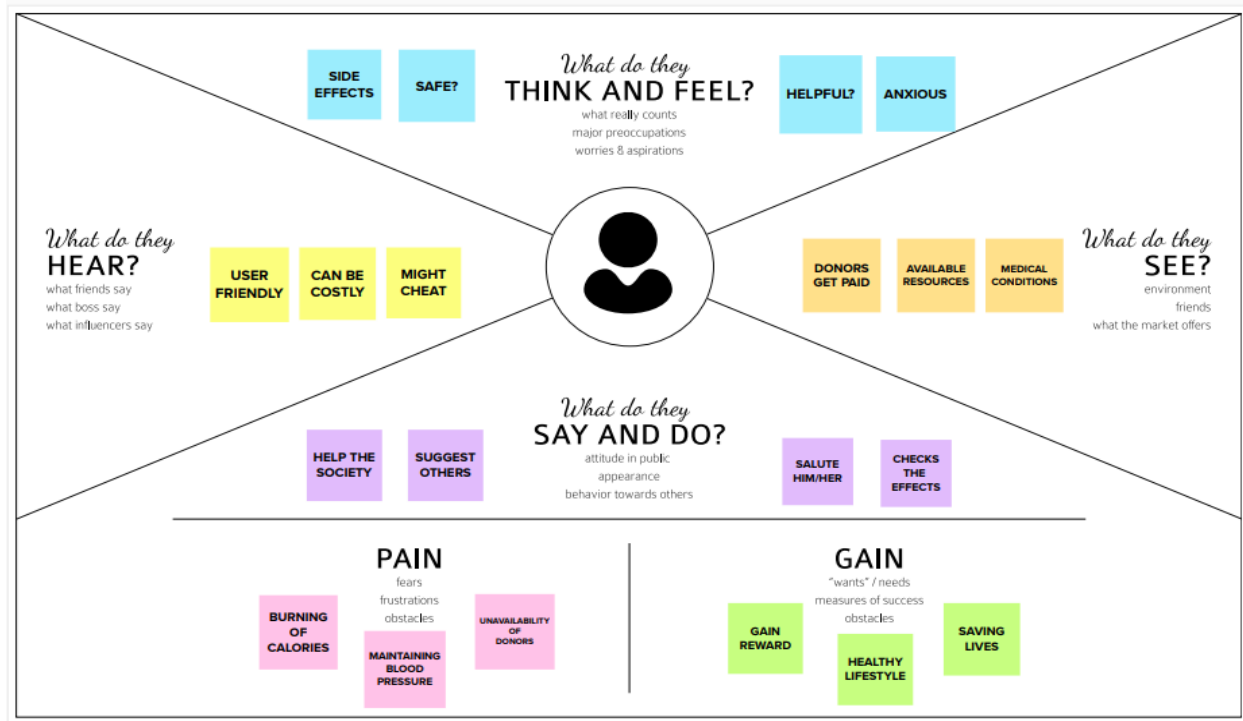 What do they
THINK AND FEEL?
what really counts
major preoccupations
worries & aspirations
SIDE
EFFECTS
SAFE?
HELPFUL?
ANXIOUS
What do they
HEAR?
what friends say
what boss say
what influencers say
USER
FRIENDLY
CAN BE
COSTLY
MIGHT
CHEAT
What do they
SEE?
environment
friends
what the market offers
DONORS
GET PAID
AVAILABLE
RESOURCES
MEDICAL
CONDITIONS
What do they
SAY AND DO?
attitude in public
appearance
behavior towards others
HELP THE
SOCIETY
SUGGEST
OTHERS
SALUTE
HIM/HER
CHECKS
THE
EFFECTS
PAIN
fears
frustrations
obstacles
BURNING
OF
CALORIES
MAINTAINING
BLOOD
PRESSURE
UNAVAILABILITY
OF
DONORS
GAIN
"wants" / needs
measures of success
obstacles
GAIN
REWARD
HEALTHY
LIFESTYLE
SAVING
LIVES